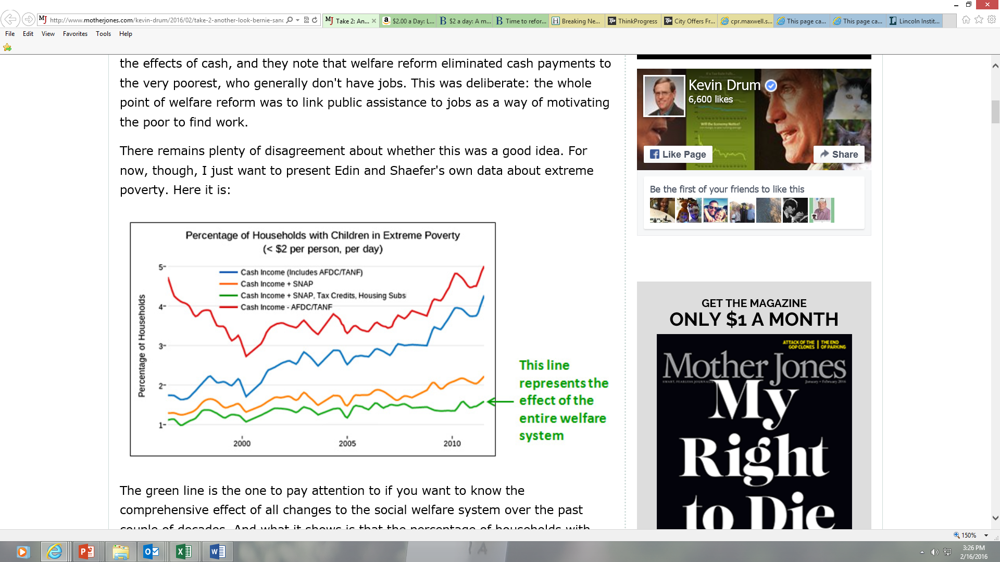 http://www.motherjones.com/kevin-drum/2016/02/take-2-another-look-bernie-sand
Take 2: An...
$2.00 a Day: L...
$2 a day: A m...
Time to refor...
Breaking Ne...
ThinkProgress
City Offers Fr...
cpr.maxwell.s...
This page ca...
This page ca...
Lincoln Instit...
File Edit View Favorites Tools Help
the effects of cash, and they note that welfare reform eliminated cash payments to
the very poorest, who generally don't have jobs. This was deliberate: the whole
point of welfare reform was to link public assistance to jobs as a way of motivating
the poor to find work.
There remains plenty of disagreement about whether this was a good idea. For
now, though, I just want to present Edin and Shaefer's own data about extreme
poverty. Here it is:
Percentage of Households with Children in Extreme Poverty
(< $2 per person, per day)
Cash Income (Includes AFDC/TANF)
Cash Income + SNAP
Cash Income + SNAP, Tax Credits, Housing Subs
Cash Income - AFDC/TANF
Percentage of Households
5
4
3
2
1
2000
2005
2010
This line
represents the
effect of the
entire welfare
system
The green line is the one to pay attention to if you want to know the
comprehensive effect of all changes to the social welfare system over the past
couple of decades. And what it shows is that the percentage of households with
Kevin Drum
6,600 likes
Will the Economy Notice?
Like Page
Share
Be the first of your friends to like this
GET THE MAGAZINE
ONLY $1 A MONTH
ATTACK OF THE GOP CLONES | THE END OF PARKING
Mother Jones
SMART, FEARLESS JOURNALISM
January + February 2016
My
Right
to Die
150%
3:26 PM
2/16/2016